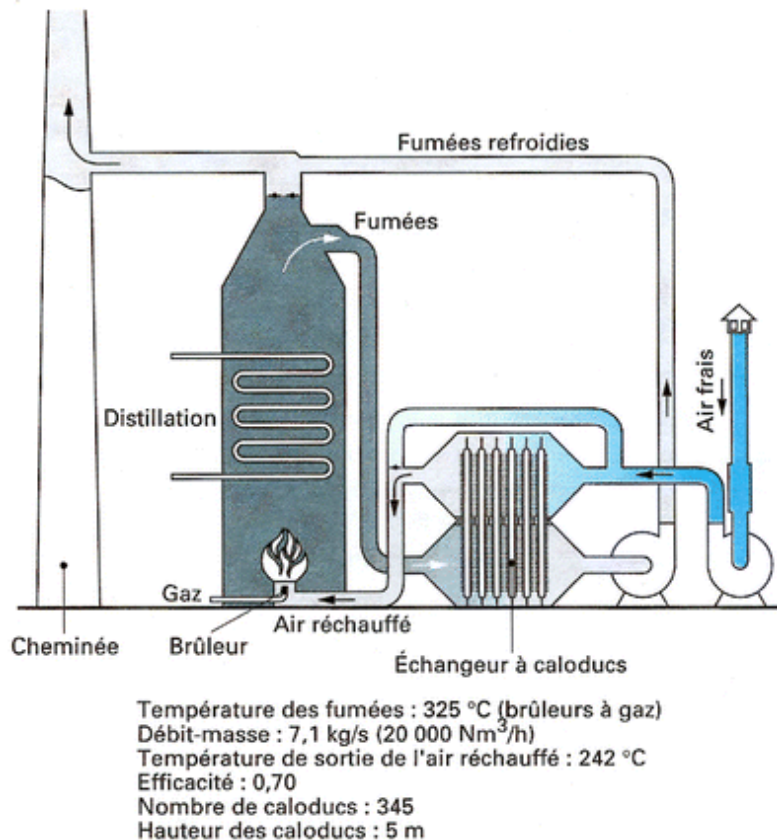 Fumées refroidies
Fumées
Air frais
Distillation
Gaz
Air réchauffé
Cheminée
Brûleur
Échangeur à caloducs
Température des fumées : 325 °C (brûleurs à gaz)
Débit-masse : 7,1 kg/s (20 000 Nm³/h)
Température de sortie de l'air réchauffé : 242 °C
Efficacité : 0,70
Nombre de caloducs : 345
Hauteur des caloducs : 5 m